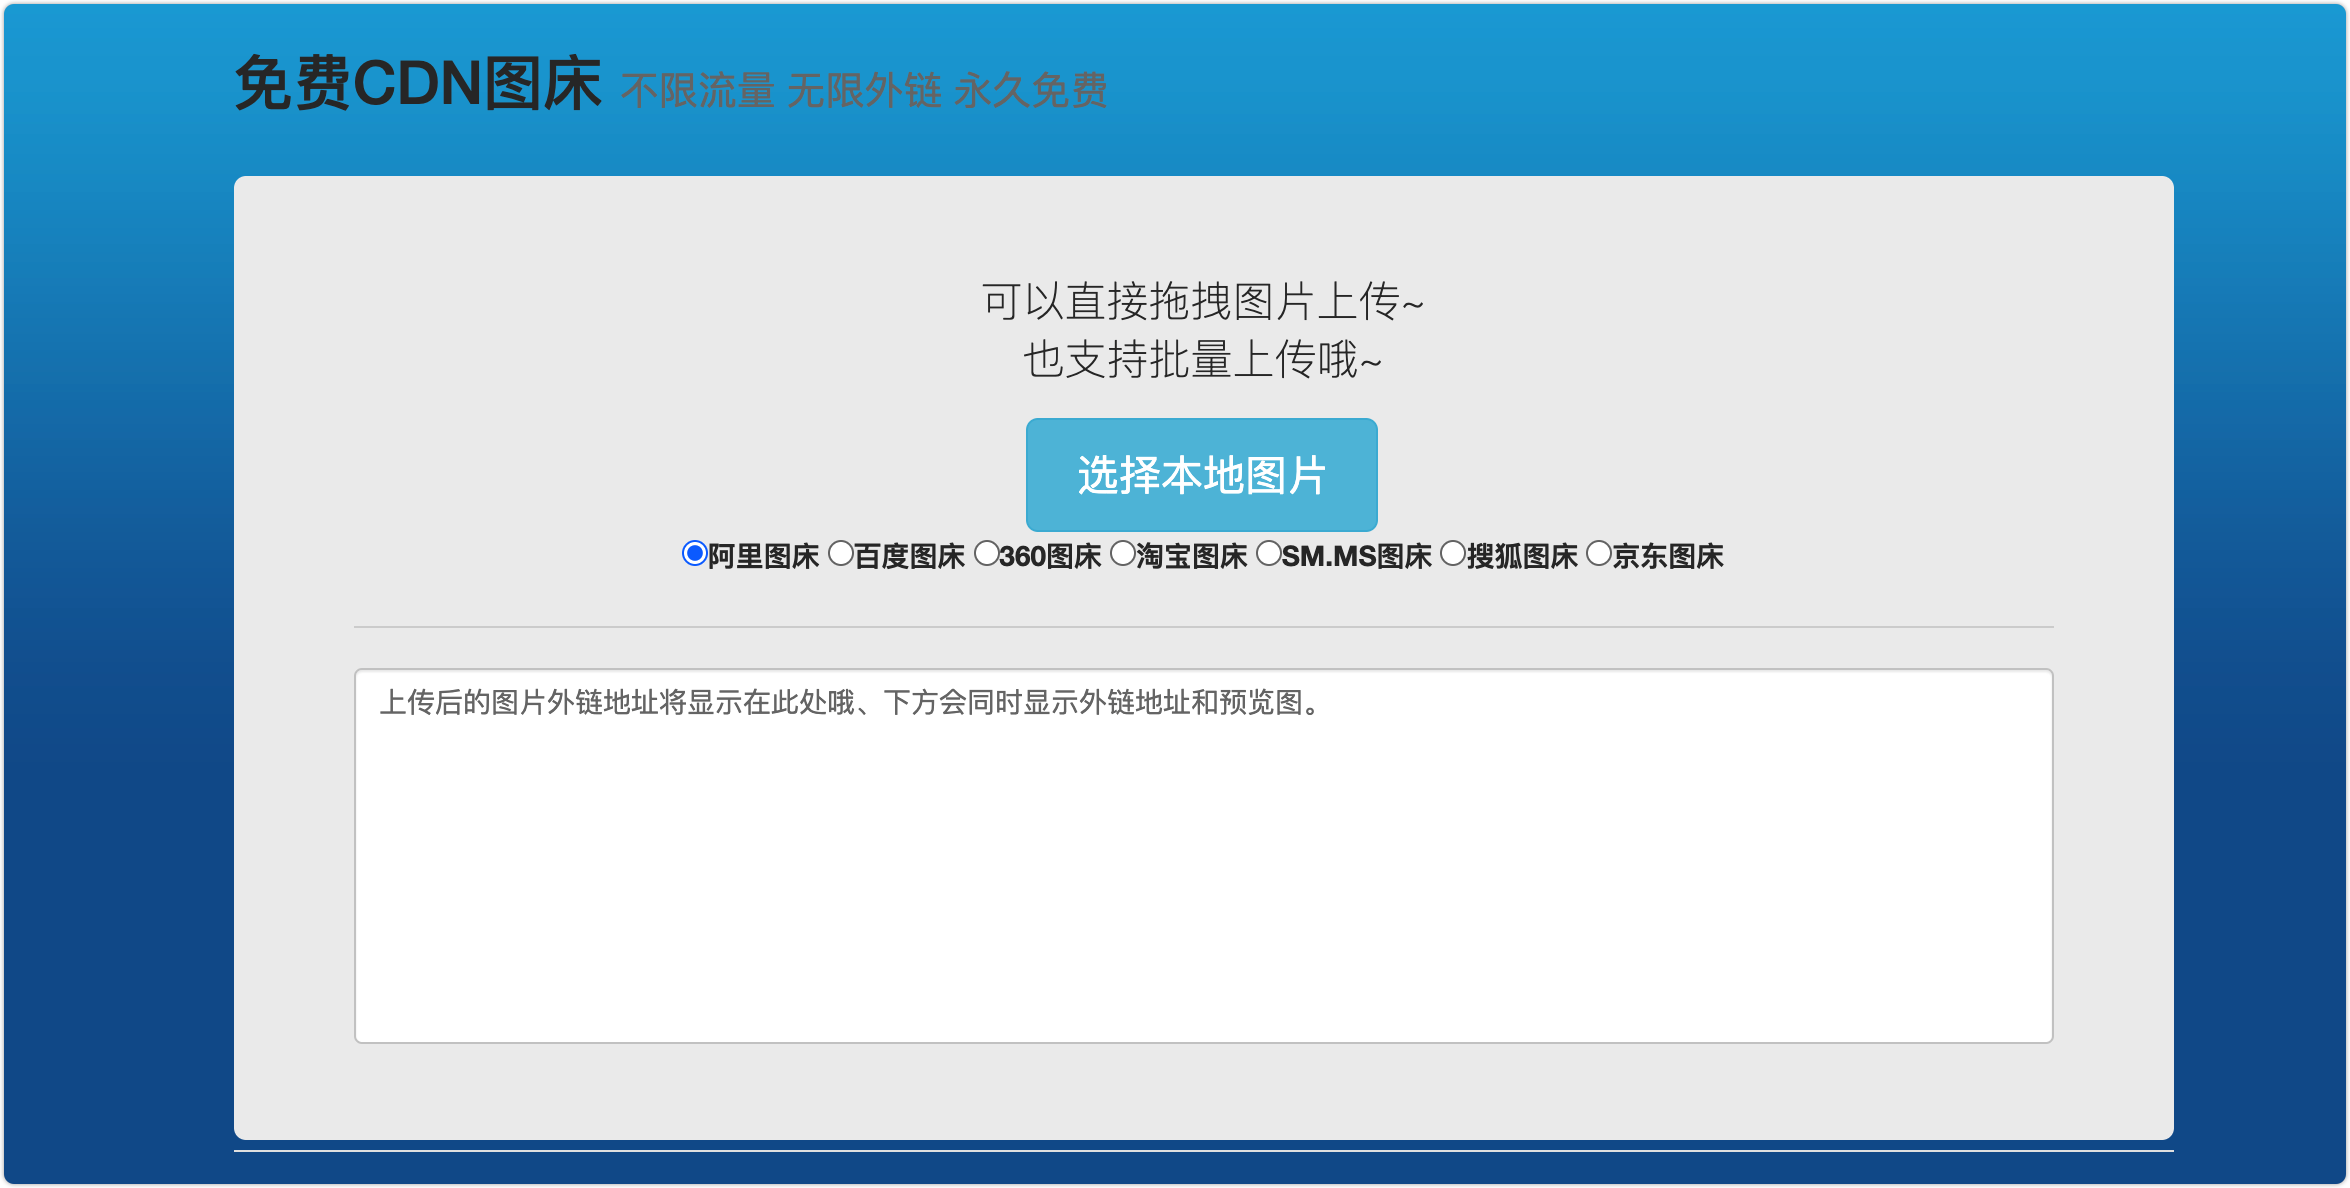 免费CDN图床 不限流量 无限外链 永久免费
可以直接拖拽图片上传~
也支持批量上传哦~
选择本地图片
阿里图床 百度图床 360图床 淘宝图床 SM.MS图床 搜狐图床 京东图床
上传后的图片外链地址将显示在此处哦、下方会同时显示外链地址和预览图。